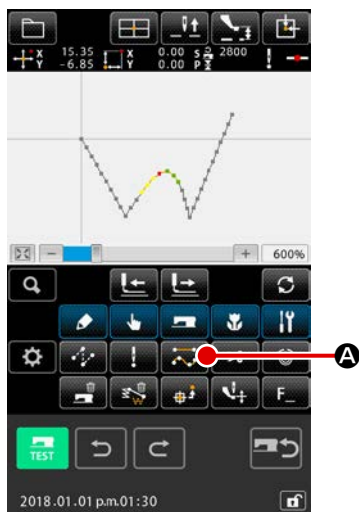 X 15.35 X 0.00 S 2800
Y -6.85 Y 0.00 P
600%
A
F_
TEST
2018.01.01 p.m.01:30